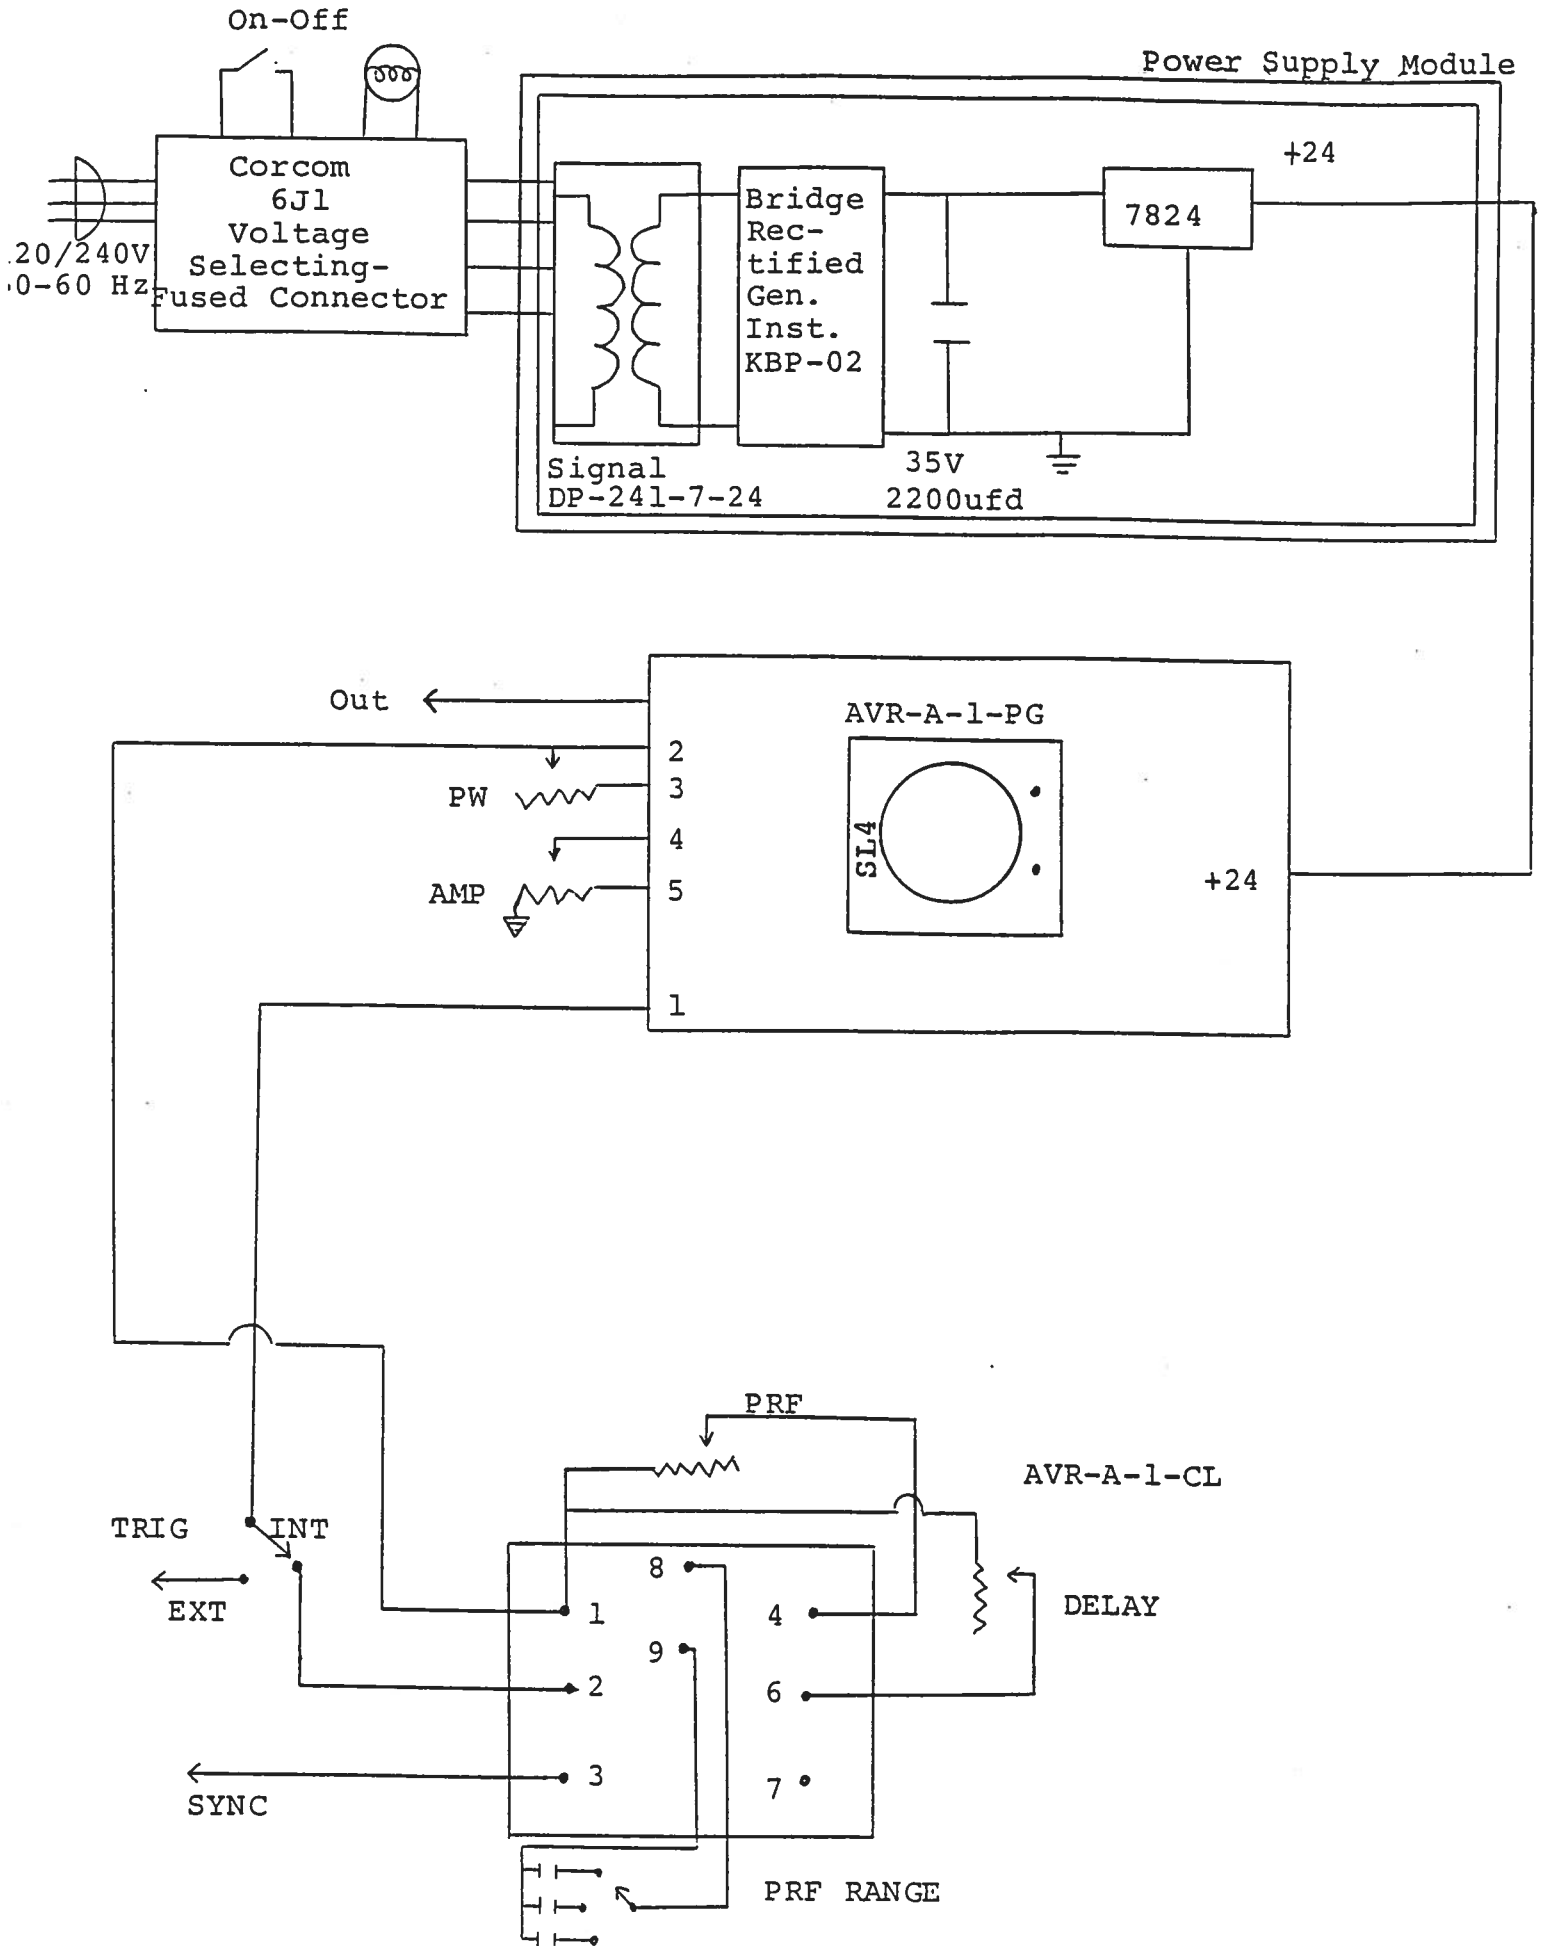 On-Off
Power Supply Module
Corcom
6J1
Voltage
Selecting-
Fused Connector
20/240V
0-60 Hz
Bridge
Rec-
tified
Gen.
Inst.
KBP-02
7824
+24
Signal
DP-241-7-24
35V
2200ufd
Out
AVR-A-1-PG
2
PW
3
4
AMP
5
SL4
+24
1
PRF
AVR-A-1-CL
TRIG
INT
EXT
8
1
4
DELAY
9
2
6
3
7
SYNC
PRF RANGE